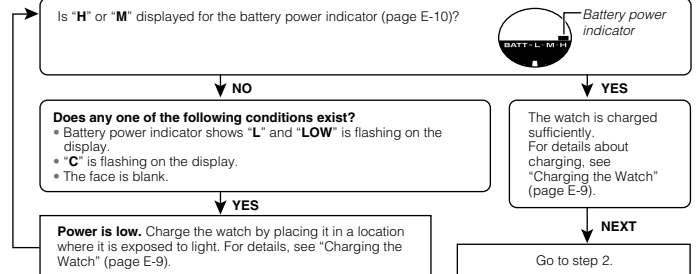 Is “H” or “M” displayed for the battery power indicator (page E-10)?
Battery power
indicator
BATT - L · M · H
NO
YES
Does any one of the following conditions exist?
• Battery power indicator shows “L” and “LOW” is flashing on the
display.
• “C” is flashing on the display.
• The face is blank.
The watch is charged
sufficiently.
For details about
charging, see
“Charging the Watch”
(page E-9).
YES
Power is low. Charge the watch by placing it in a location
where it is exposed to light. For details, see “Charging the
Watch” (page E-9).
NEXT
Go to step 2.